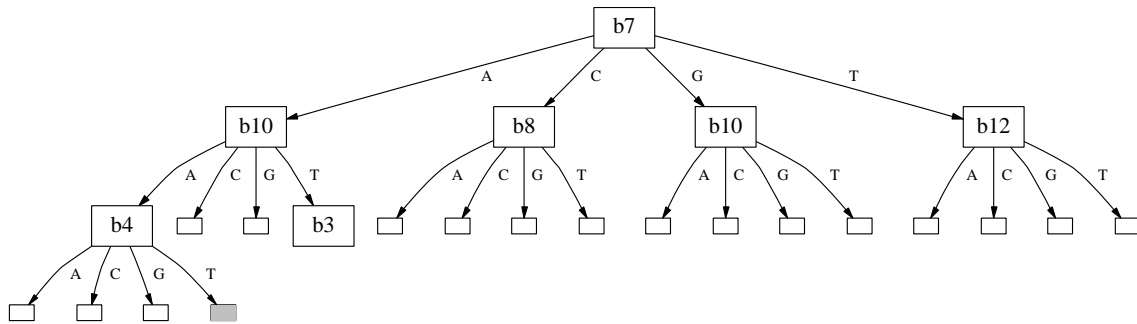 b7
A C G T
b10 b8 b10 b12
A C G T A C G T A C G T A C G T
b4 b3
A C G T